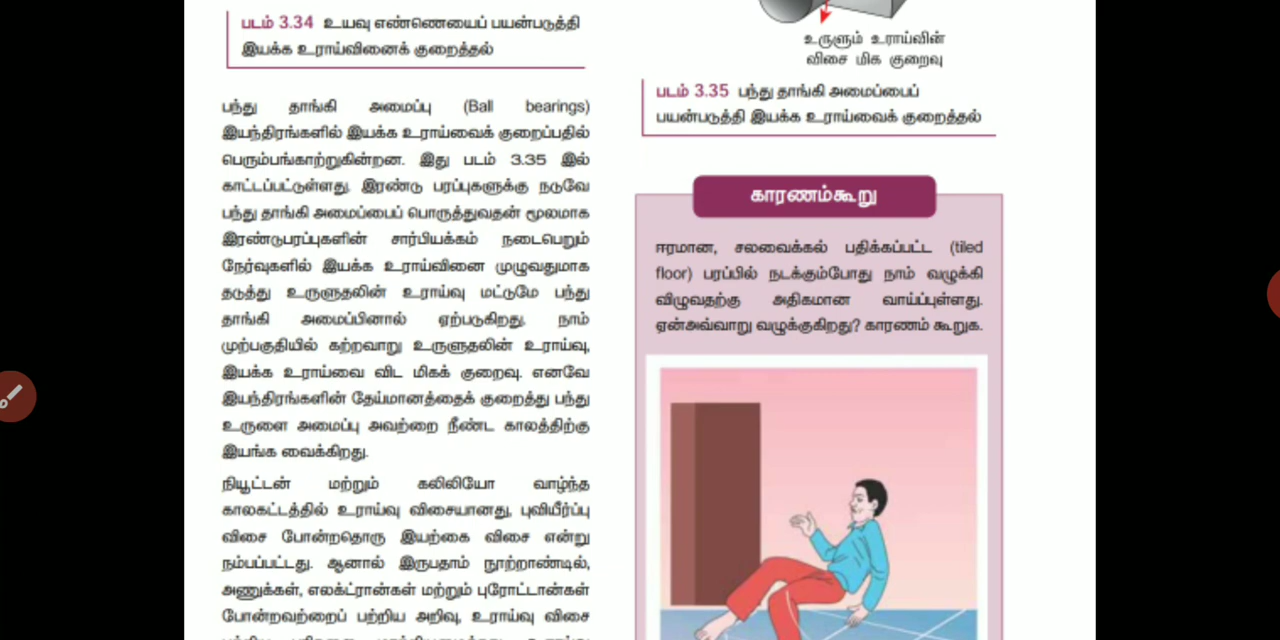 படம் 3.34 உயவு எண்ணெயைப் பயன்படுத்தி
இயக்க உராய்வினைக் குறைத்தல்
பந்து தாங்கி அமைப்பு (Ball bearings)
இயந்திரங்களில் இயக்க உராய்வைக் குறைப்பதில்
பெரும்பங்காற்றுகின்றன. இது படம் 3.35 இல்
காட்டப்பட்டுள்ளது. இரண்டு பரப்புகளுக்கு நடுவே
பந்து தாங்கி அமைப்பைப் பொருத்துவதன் மூலமாக
இரண்டுபரப்புகளின் சார்பியக்கம் நடைபெறும்
நேர்வுகளில் இயக்க உராய்வினை முழுவதுமாக
தடுத்து உருளுதலின் உராய்வு மட்டுமே பந்து
தாங்கி அமைப்பினால் ஏற்படுகிறது. நாம்
முற்பகுதியில் கற்றவாறு உருளுதலின் உராய்வு,
இயக்க உராய்வை விட மிகக் குறைவு. எனவே
இயந்திரங்களின் தேய்மானத்தைக் குறைத்து பந்து
உருளை அமைப்பு அவற்றை நீண்ட காலத்திற்கு
இயங்க வைக்கிறது.
நியூட்டன் மற்றும் கலிலியோ வாழ்ந்த
காலகட்டத்தில் உராய்வு விசையானது, புவியீர்ப்பு
விசை போன்றதொரு இயற்கை விசை என்று
நம்பப்பட்டது. ஆனால் இருபதாம் நூற்றாண்டில்,
அணுக்கள், எலக்ட்ரான்கள் மற்றும் புரோட்டான்கள்
போன்றவற்றைப் பற்றிய அறிவு, உராய்வு விசை
உருளும் உராய்வின்
விசை மிக குறைவு
படம் 3.35 பந்து தாங்கி அமைப்பைப்
பயன்படுத்தி இயக்க உராய்வைக் குறைத்தல்
காரணம்கூறு
ஈரமான, சலவைக்கல் பதிக்கப்பட்ட (tiled
floor) பரப்பில் நடக்கும்போது நாம் வழுக்கி
விழுவதற்கு அதிகமான வாய்ப்புள்ளது.
ஏன்அவ்வாறு வழுக்குகிறது? காரணம் கூறுக.